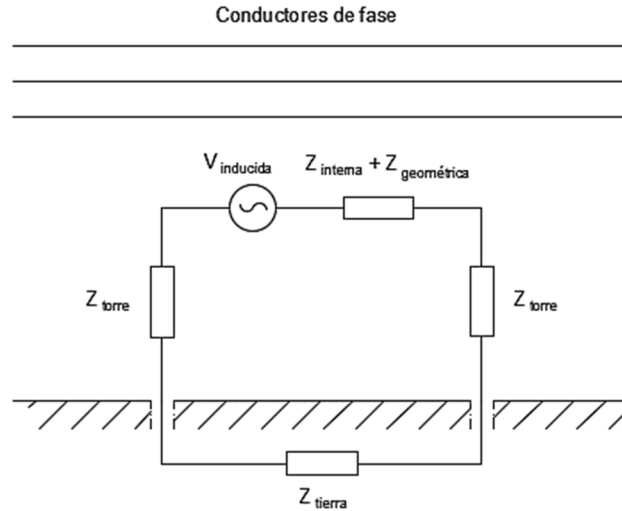 Conductores de fase
V inducida
Z interna + Z geométrica
Z torre
Z torre
Z tierra